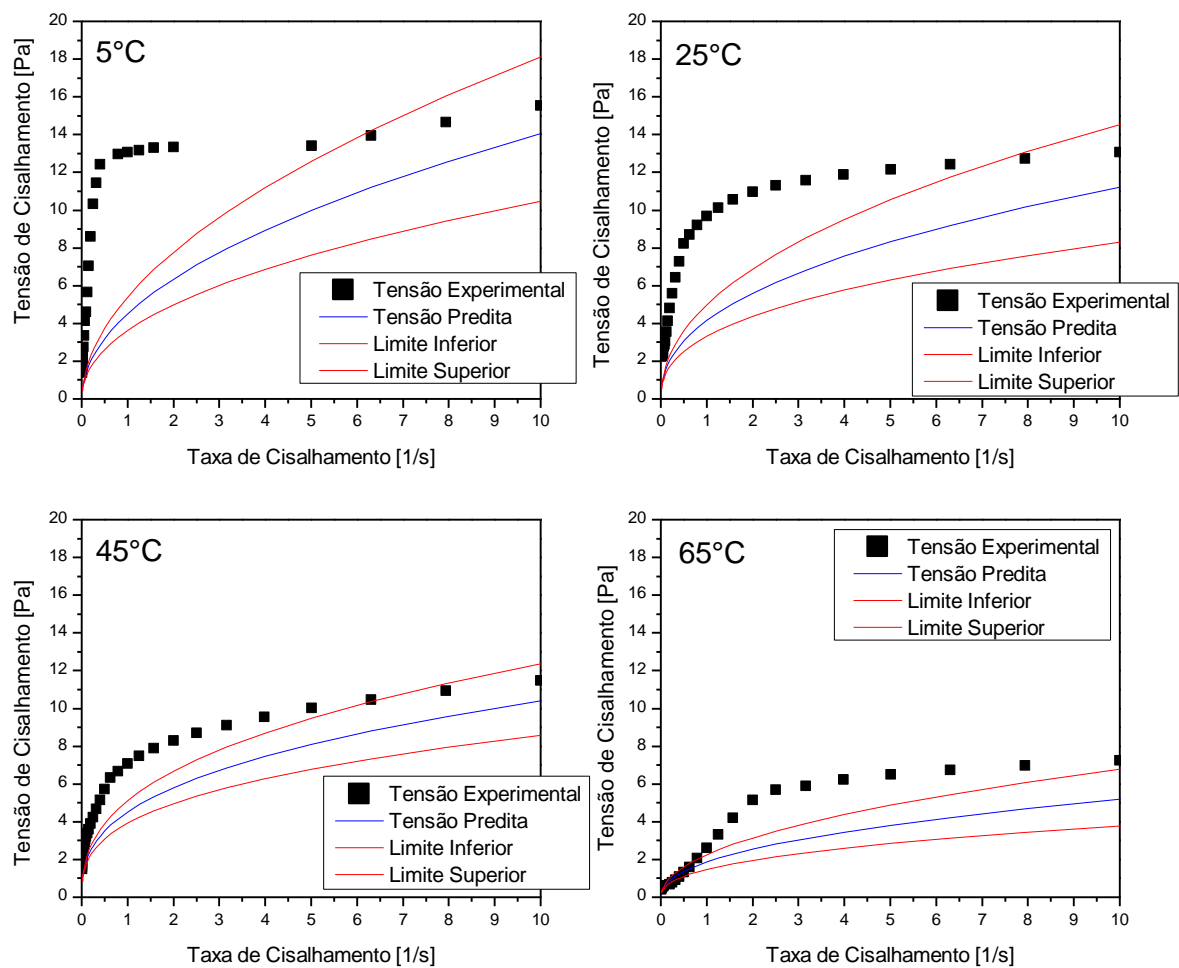 5°C
Tensão de Cisalhamento [Pa]
20
18
16
14
12
10
8
6
4
2
0
Tensão Experimental
Tensão Predita
Limite Inferior
Limite Superior
0 1 2 3 4 5 6 7 8 9 10
Taxa de Cisalhamento [1/s]
25°C
Tensão de Cisalhamento [Pa]
20
18
16
14
12
10
8
6
4
2
0
Tensão Experimental
Tensão Predita
Limite Inferior
Limite Superior
0 1 2 3 4 5 6 7 8 9 10
Taxa de Cisalhamento [1/s]
45°C
Tensão de Cisalhamento [Pa]
20
18
16
14
12
10
8
6
4
2
0
Tensão Experimental
Tensão Predita
Limite Inferior
Limite Superior
0 1 2 3 4 5 6 7 8 9 10
Taxa de Cisalhamento [1/s]
65°C
Tensão de Cisalhamento [Pa]
20
18
16
14
12
10
8
6
4
2
0
Tensão Experimental
Tensão Predita
Limite Inferior
Limite Superior
0 1 2 3 4 5 6 7 8 9 10
Taxa de Cisalhamento [1/s]